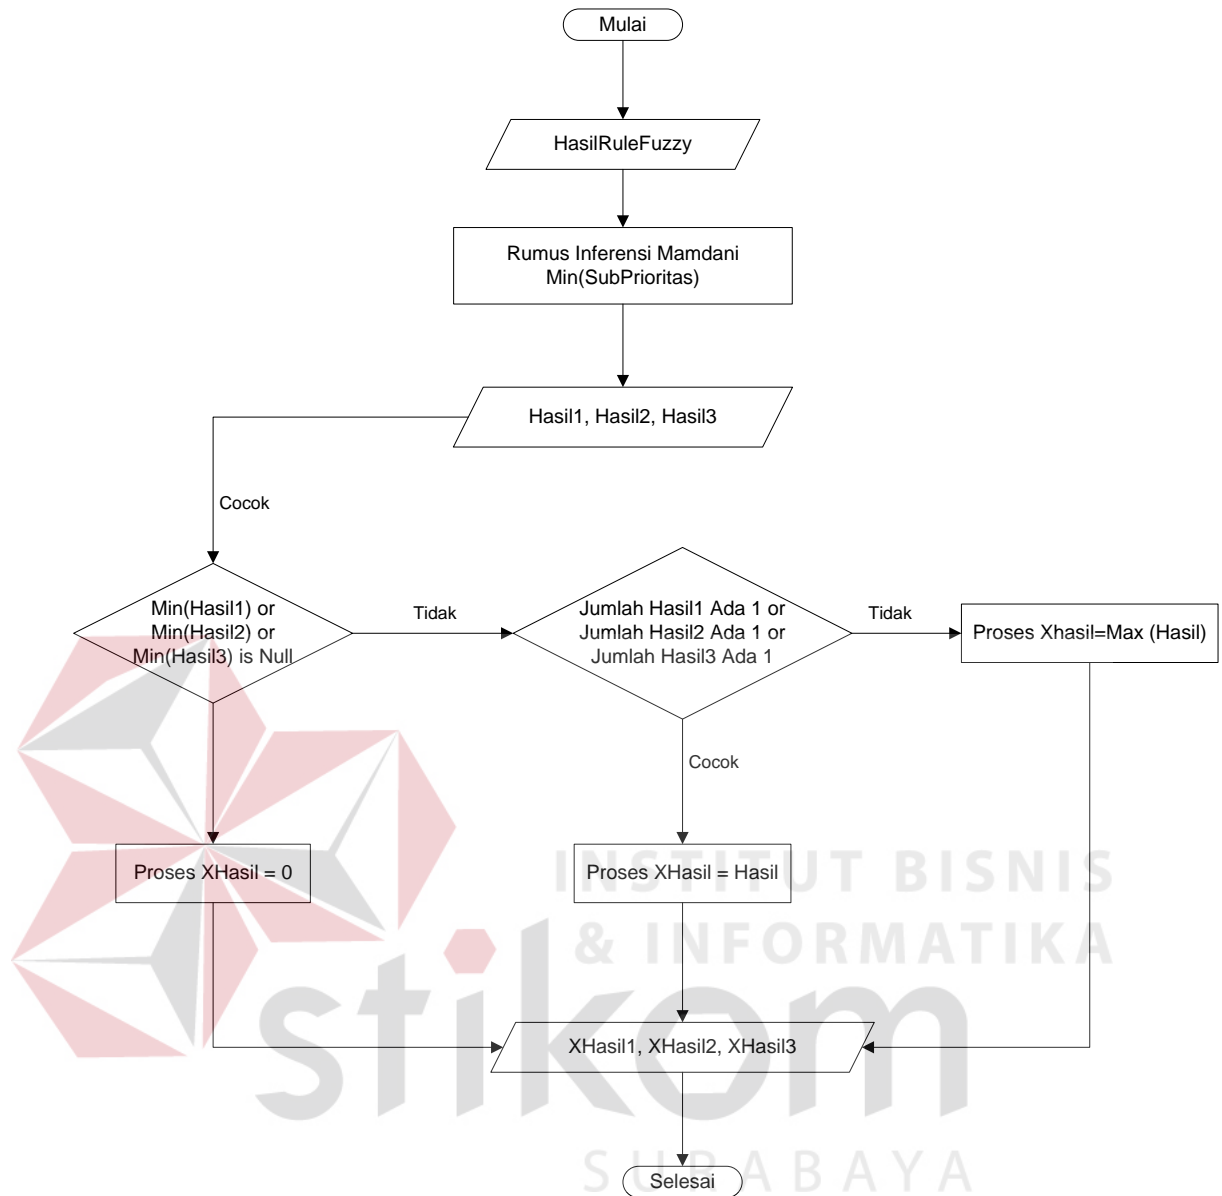 Mulai
HasilRuleFuzzy
Rumus Inferensi Mamdani
Min(SubPrioritas)
Hasil1, Hasil2, Hasil3
Cocok
Min(Hasil1) or
Min(Hasil2) or
Min(Hasil3) is Null
Tidak
Jumlah Hasil1 Ada 1 or
Jumlah Hasil2 Ada 1 or
Jumlah Hasil3 Ada 1
Tidak
Proses Xhasil=Max (Hasil)
Cocok
Proses XHasil = 0
Proses XHasil = Hasil
INSTITUT BISNIS
& INFORMATIKA
stikom
XHasil1, XHasil2, XHasil3
SURABAYA
Selesai